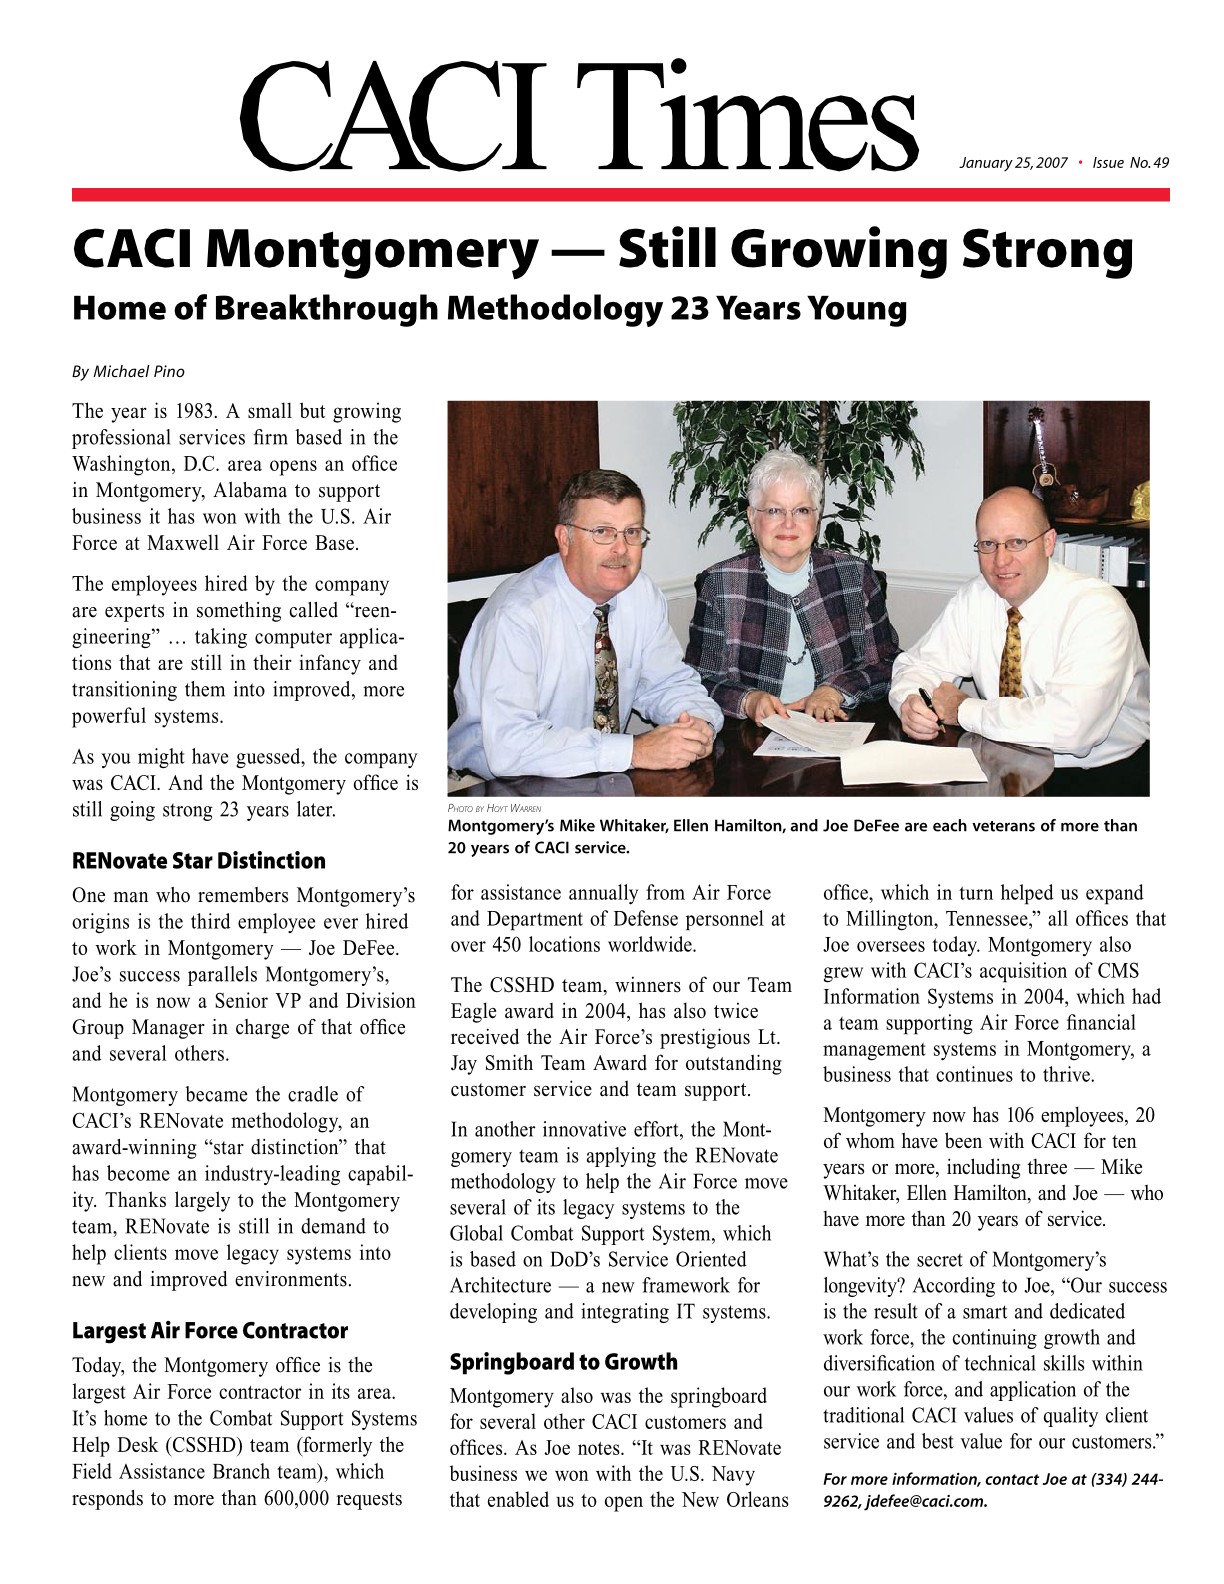 CACI Times
January 25, 2007 • Issue No. 49
CACI Montgomery — Still Growing Strong
Home of Breakthrough Methodology 23 Years Young
By Michael Pino
The year is 1983. A small but growing
professional services firm based in the
Washington, D.C. area opens an office
in Montgomery, Alabama to support
business it has won with the U.S. Air
Force at Maxwell Air Force Base.
The employees hired by the company
are experts in something called “reen-
gineering” … taking computer applica-
tions that are still in their infancy and
transitioning them into improved, more
powerful systems.
As you might have guessed, the company
was CACI. And the Montgomery office is
still going strong 23 years later.
RENovate Star Distinction
One man who remembers Montgomery’s
origins is the third employee ever hired
to work in Montgomery — Joe DeFee.
Joe’s success parallels Montgomery’s,
and he is now a Senior VP and Division
Group Manager in charge of that office
and several others.
Montgomery became the cradle of
CACI’s RENovate methodology, an
award-winning “star distinction” that
has become an industry-leading capabil-
ity. Thanks largely to the Montgomery
team, RENovate is still in demand to
help clients move legacy systems into
new and improved environments.
Largest Air Force Contractor
Today, the Montgomery office is the
largest Air Force contractor in its area.
It’s home to the Combat Support Systems
Help Desk (CSSHD) team (formerly the
Field Assistance Branch team), which
responds to more than 600,000 requests
Photo by Hoyt Warren
Montgomery’s Mike Whitaker, Ellen Hamilton, and Joe DeFee are each veterans of more than
20 years of CACI service.
for assistance annually from Air Force
and Department of Defense personnel at
over 450 locations worldwide.
The CSSHD team, winners of our Team
Eagle award in 2004, has also twice
received the Air Force’s prestigious Lt.
Jay Smith Team Award for outstanding
customer service and team support.
In another innovative effort, the Mont-
gomery team is applying the RENovate
methodology to help the Air Force move
several of its legacy systems to the
Global Combat Support System, which
is based on DoD’s Service Oriented
Architecture — a new framework for
developing and integrating IT systems.
Springboard to Growth
Montgomery also was the springboard
for several other CACI customers and
offices. As Joe notes. “It was RENovate
business we won with the U.S. Navy
that enabled us to open the New Orleans
office, which in turn helped us expand
to Millington, Tennessee,” all offices that
Joe oversees today. Montgomery also
grew with CACI’s acquisition of CMS
Information Systems in 2004, which had
a team supporting Air Force financial
management systems in Montgomery, a
business that continues to thrive.
Montgomery now has 106 employees, 20
of whom have been with CACI for ten
years or more, including three — Mike
Whitaker, Ellen Hamilton, and Joe — who
have more than 20 years of service.
What’s the secret of Montgomery’s
longevity? According to Joe, “Our success
is the result of a smart and dedicated
work force, the continuing growth and
diversification of technical skills within
our work force, and application of the
traditional CACI values of quality client
service and best value for our customers.”
For more information, contact Joe at (334) 244-
9262, jdefee@caci.com.